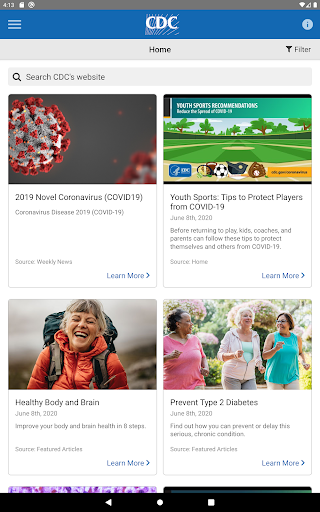 4:13
CDC
Home
Filter
Search CDC's website
2019 Novel Coronavirus (COVID19)
Coronavirus Disease 2019 (COVID-19)
Source: Weekly News
Learn More
YOUTH SPORTS RECOMMENDATIONS
Reduce the Spread of COVID-19
CDC
cdc.gov/coronavirus
Youth Sports: Tips to Protect Players
from COVID-19
June 8th, 2020
Before returning to play, kids, coaches, and
parents can follow these tips to protect
themselves and others from COVID-19.
Source: Home
Learn More
Healthy Body and Brain
June 8th, 2020
Improve your body and brain health in 8 steps.
Source: Featured Articles
Learn More
Prevent Type 2 Diabetes
June 8th, 2020
Find out how you can prevent or delay this
serious, chronic condition.
Source: Featured Articles
Learn More